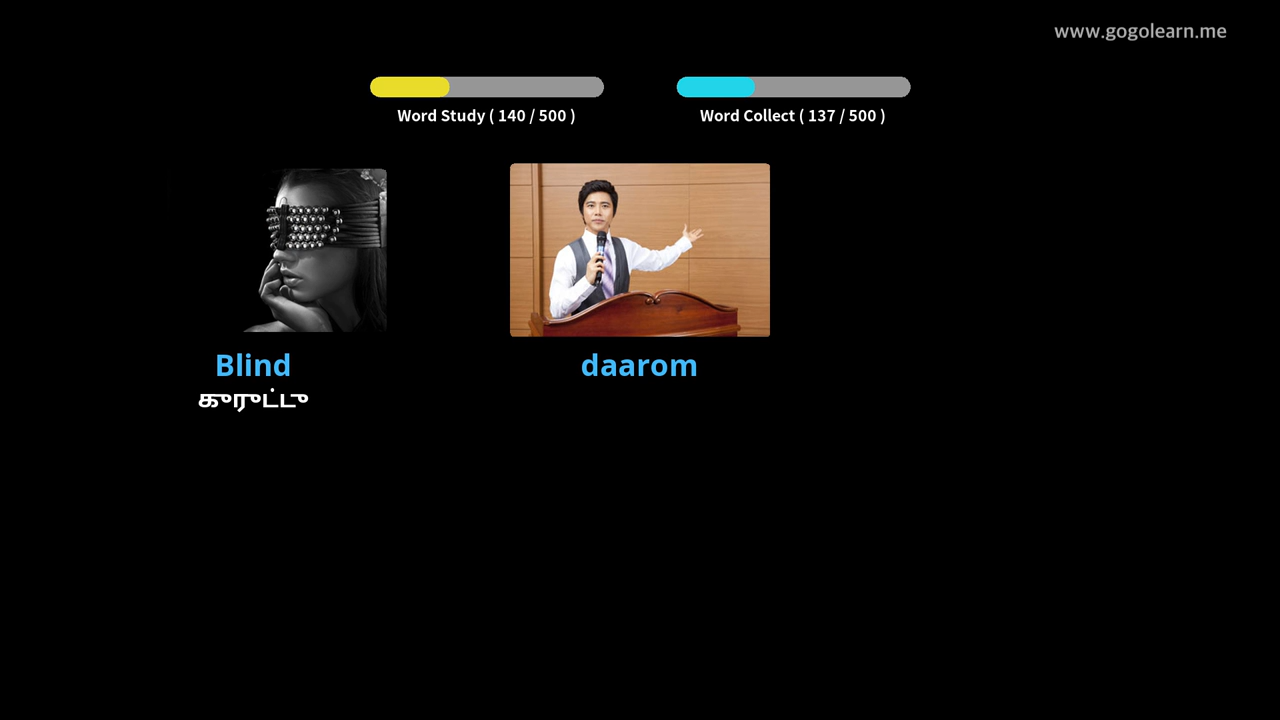 www.gogolearn.me
Word Study ( 140 / 500 )
Word Collect ( 137 / 500 )
Blind
குருட்டு
daarom